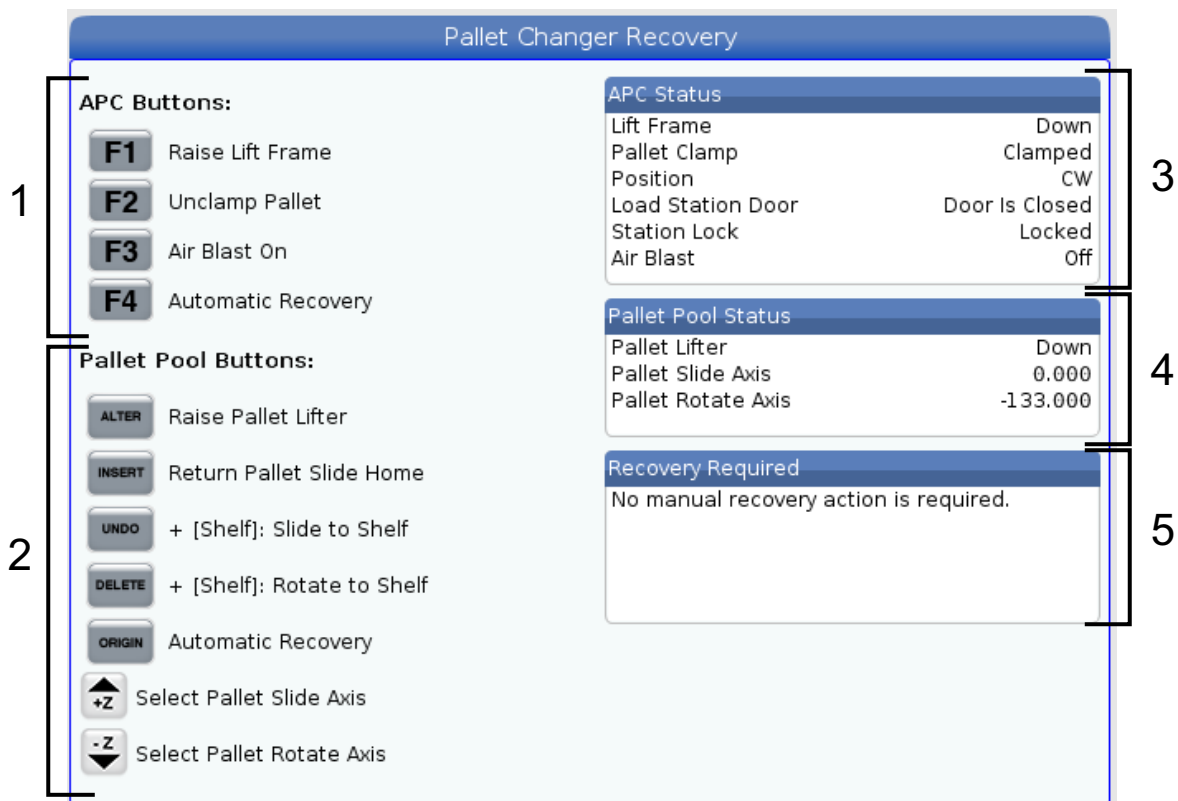 Pallet Changer Recovery
1
APC Buttons:
F1 Raise Lift Frame
F2 Unclamp Pallet
F3 Air Blast On
F4 Automatic Recovery
2
Pallet Pool Buttons:
ALTER Raise Pallet Lifter
INSERT Return Pallet Slide Home
UNDO + [Shelf]: Slide to Shelf
DELETE + [Shelf]: Rotate to Shelf
ORIGIN Automatic Recovery
+Z Select Pallet Slide Axis
-Z Select Pallet Rotate Axis
3
APC Status
Lift Frame Down
Pallet Clamp Clamped
Position CW
Load Station Door Door Is Closed
Station Lock Locked
Air Blast Off
4
Pallet Pool Status
Pallet Lifter Down
Pallet Slide Axis 0.000
Pallet Rotate Axis -133.000
5
Recovery Required
No manual recovery action is required.